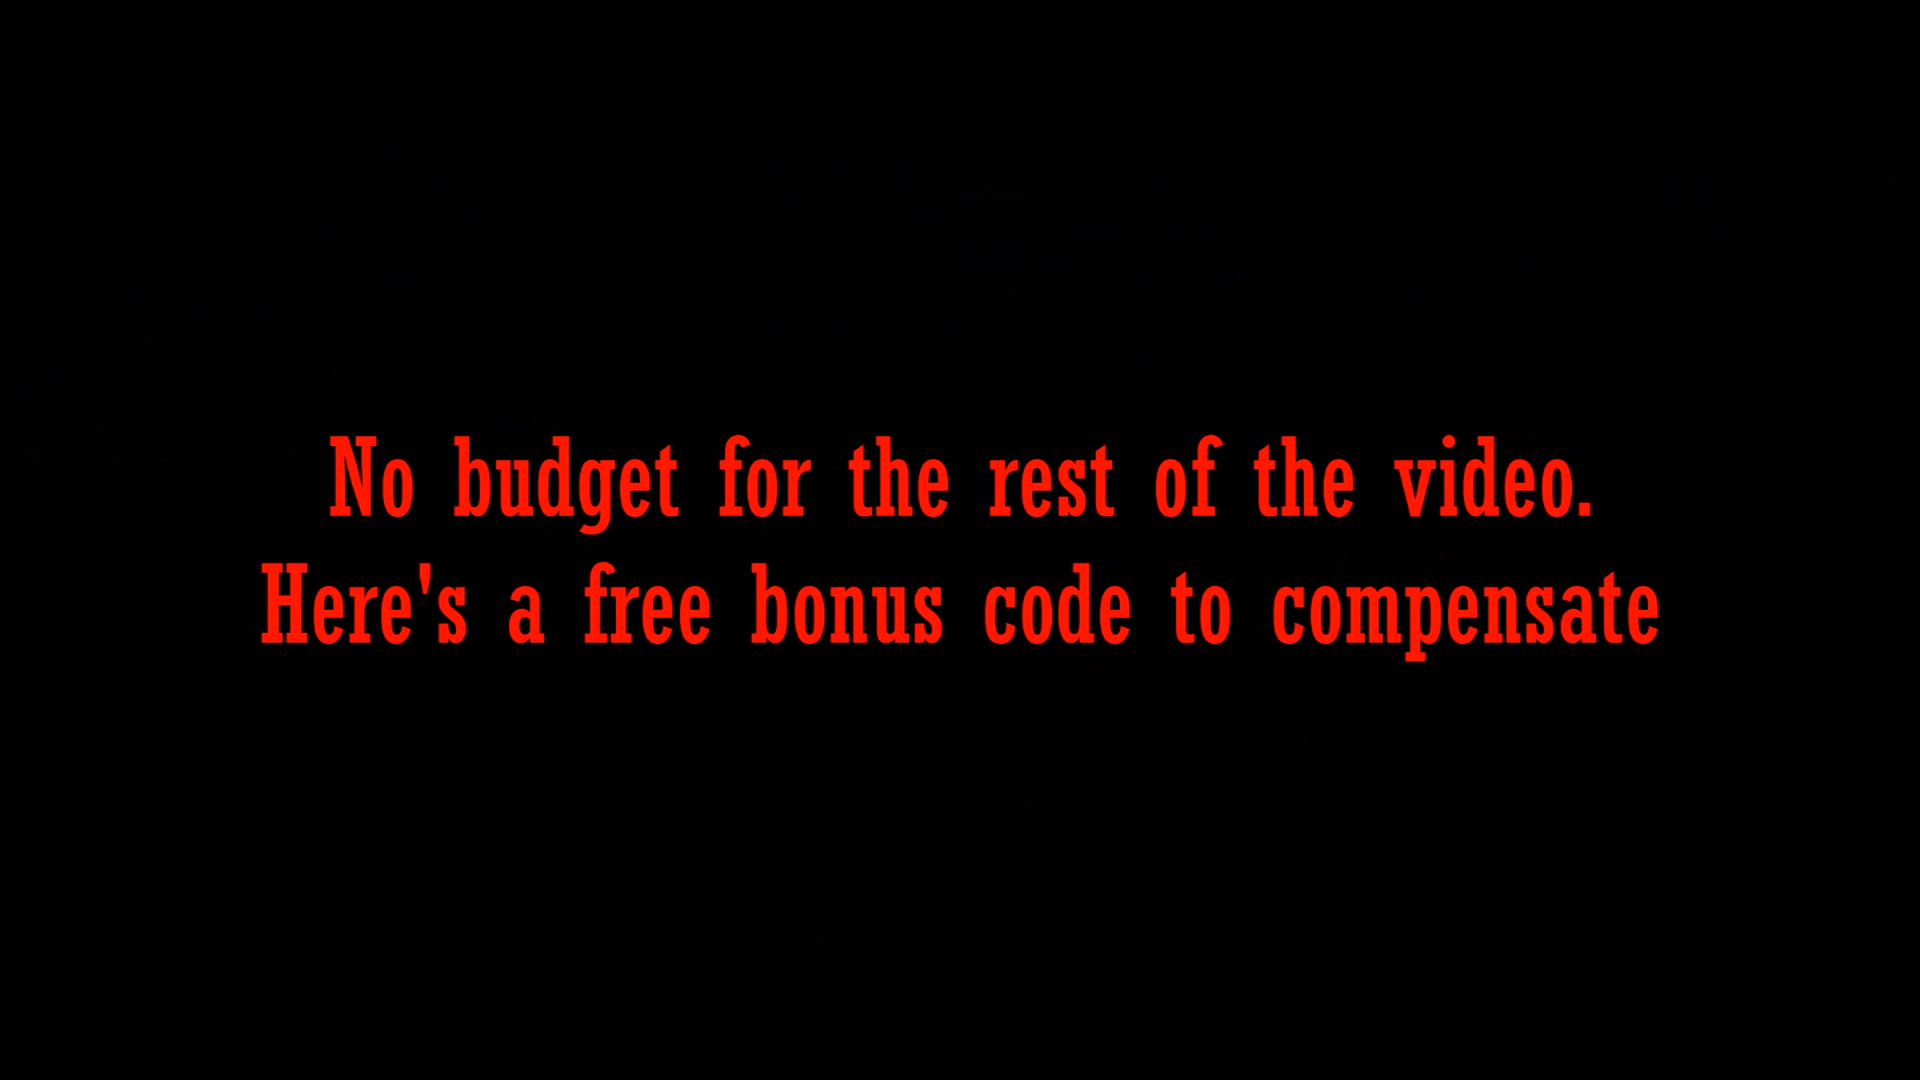 No budget for the rest of the video.
Here's a free bonus code to compensate